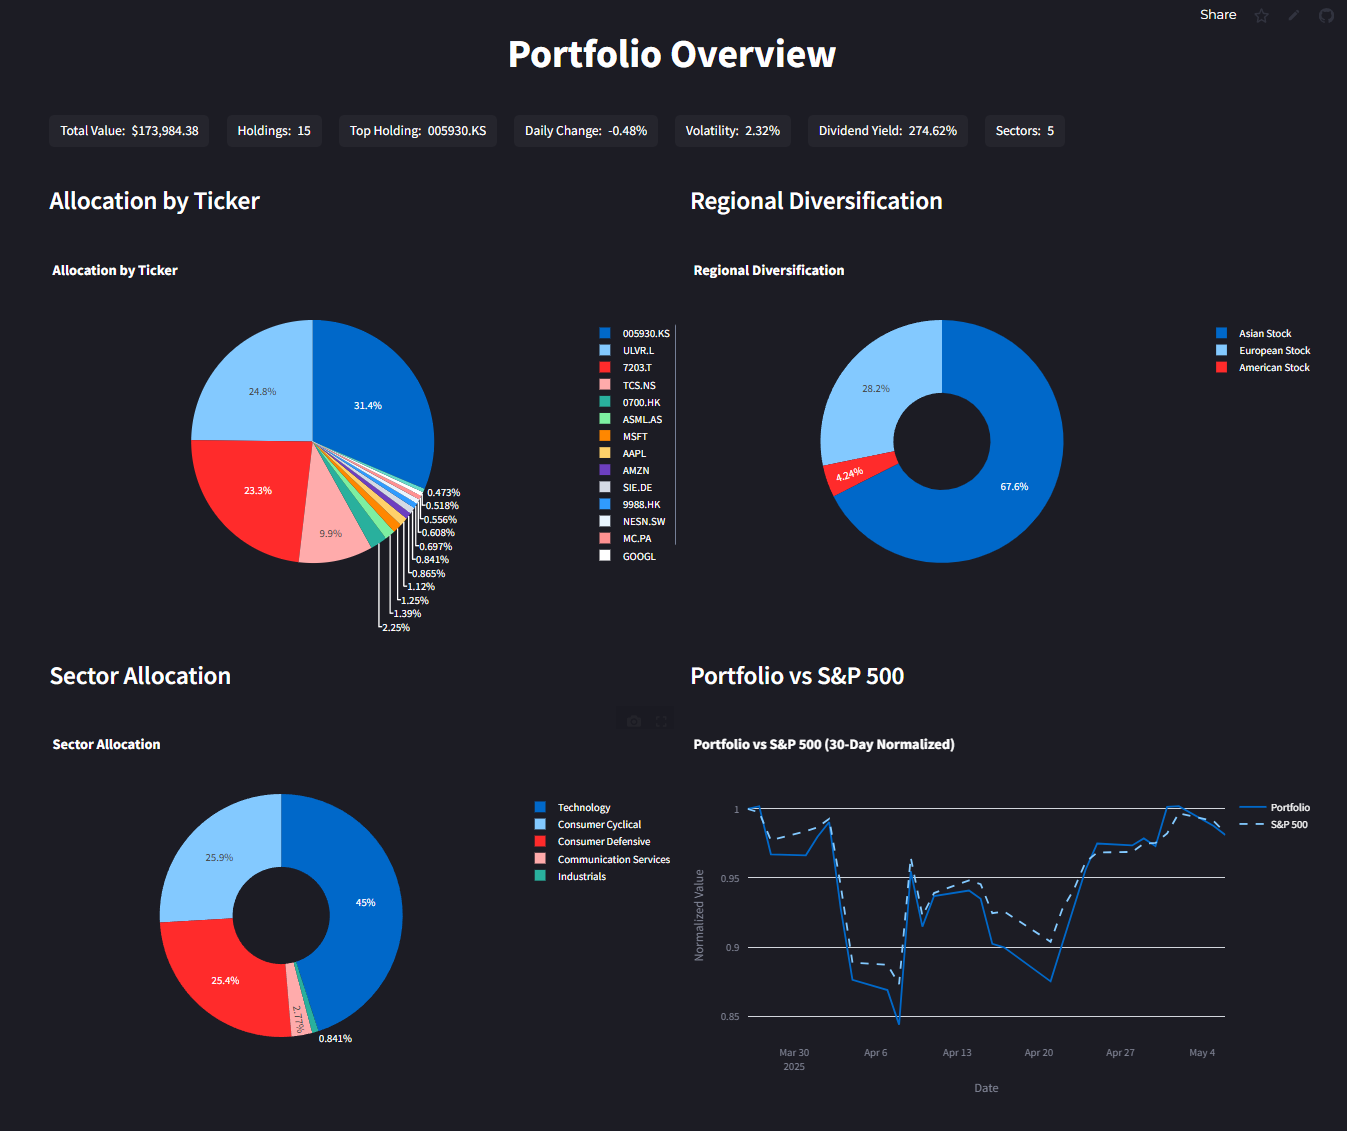 Share
Portfolio Overview
Total Value: $173,984.38
Holdings: 15
Top Holding: 005930.KS
Daily Change: -0.48%
Volatility: 2.32%
Dividend Yield: 274.62%
Sectors: 5
Allocation by Ticker
Allocation by Ticker
24.8%
31.4%
23.3%
9.9%
0.473%
0.518%
0.556%
0.608%
0.697%
0.841%
0.865%
1.12%
1.25%
1.39%
2.25%
005930.KS
ULVR.L
7203.T
TCS.NS
0700.HK
ASML.AS
MSFT
AAPL
AMZN
SIE.DE
9988.HK
NESN.SW
MC.PA
GOOGL
Regional Diversification
Regional Diversification
28.2%
4.24%
67.6%
Asian Stock
European Stock
American Stock
Sector Allocation
Sector Allocation
25.9%
45%
25.4%
2.77%
0.841%
Technology
Consumer Cyclical
Consumer Defensive
Communication Services
Industrials
Portfolio vs S&P 500
Portfolio vs S&P 500 (30-Day Normalized)
Normalized Value
1
0.95
0.9
0.85
Mar 30
2025
Apr 6
Apr 13
Apr 20
Apr 27
May 4
Date
Portfolio
S&P 500